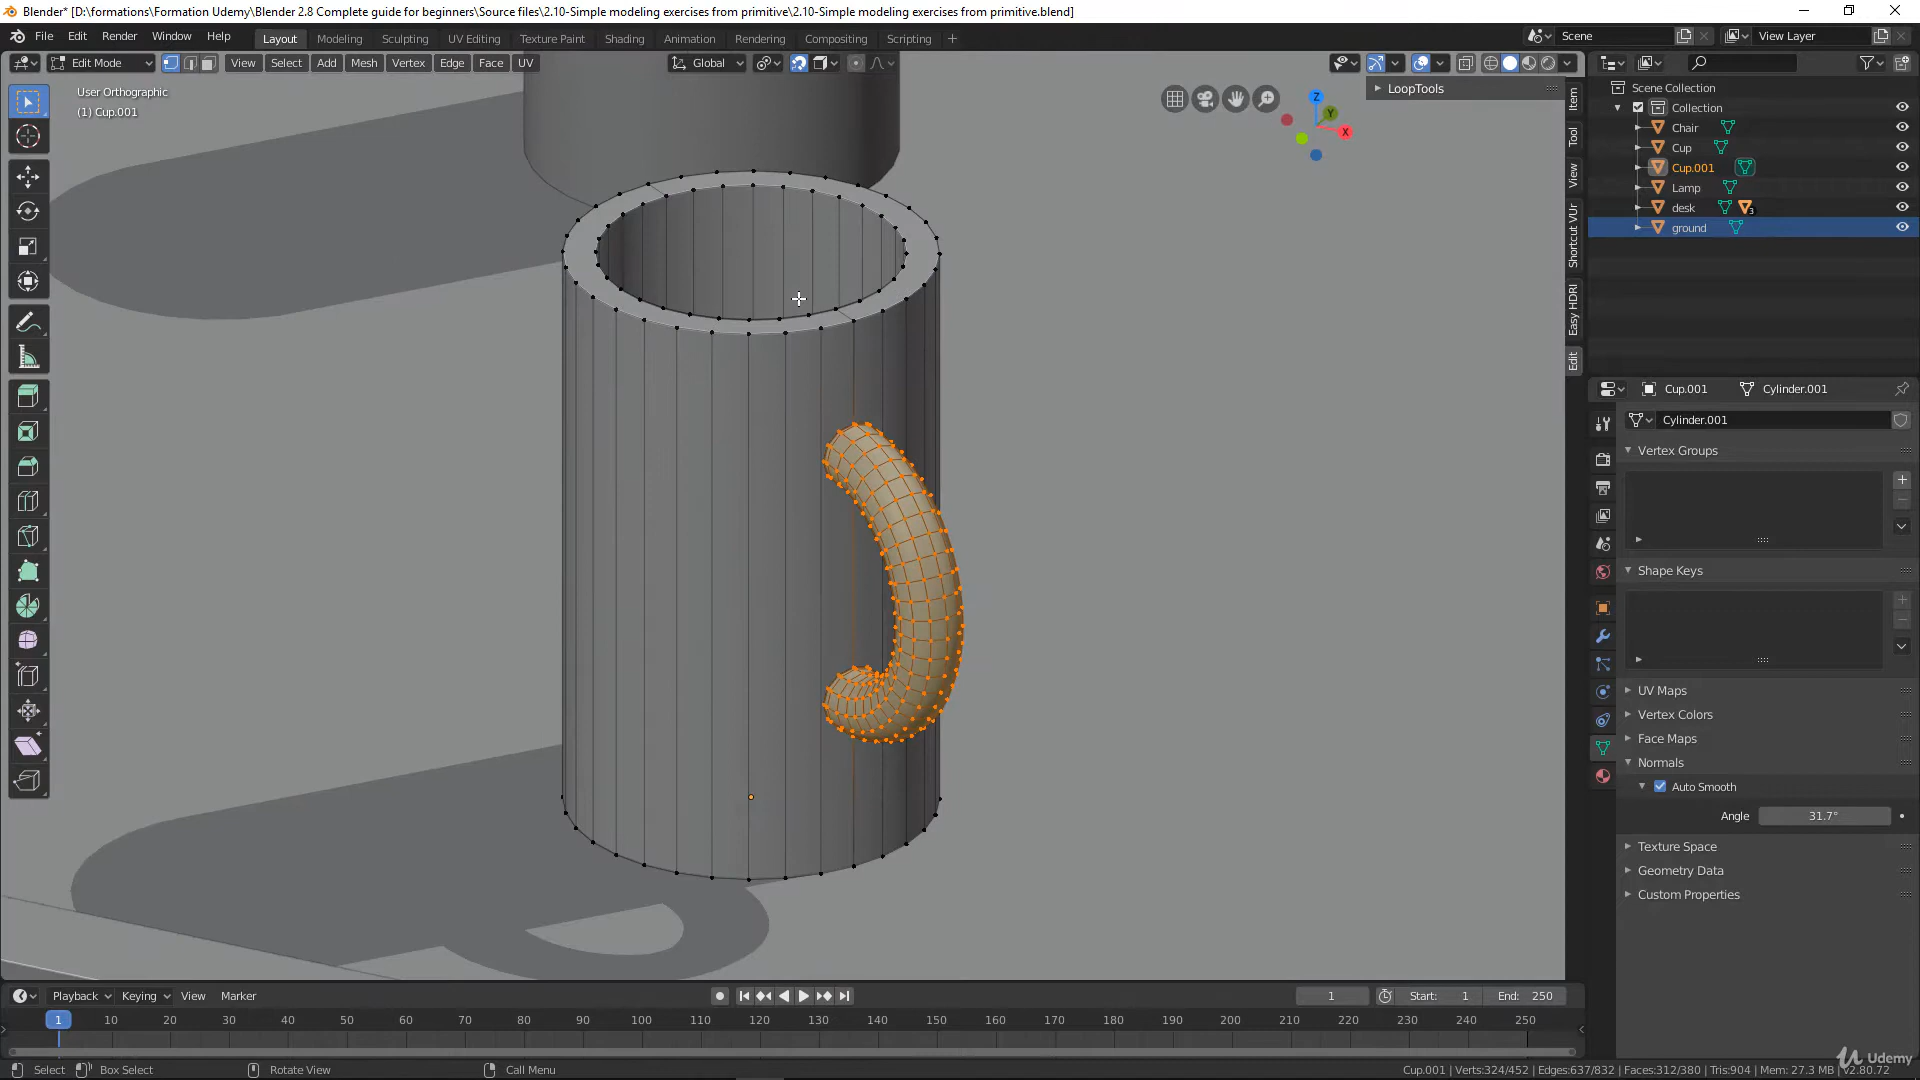 Blender* [D:\formations\Formation Udemy\Blender 2.8 Complete guide for beginners\Source files\2.10-Simple modeling exercises from primitive\2.10-Simple modeling exercises from primitive.blend]
File Edit Render Window Help Layout Modeling Sculpting UV Editing Texture Paint Shading Animation Rendering Compositing Scripting + Scene View Layer
Edit Mode View Select Add Mesh Vertex Edge Face UV Global
User Orthographic
(1) Cup.001
LoopTools
Z
Y
X
Item
Tool
View
Shortcut VUr
Easy HDRI
Edit
Scene Collection
Collection
Chair
Cup
Cup.001
Lamp
desk 3
ground
Cup.001 Cylinder.001
Cylinder.001
Vertex Groups
Shape Keys
UV Maps
Vertex Colors
Face Maps
Normals
Auto Smooth
Angle 31.7°
Texture Space
Geometry Data
Custom Properties
Playback Keying View Marker 1 Start: 1 End: 250
1 10 20 30 40 50 60 70 80 90 100 110 120 130 140 150 160 170 180 190 200 210 220 230 240 250
Select Box Select Rotate View Call Menu Cup.001 | Verts:324/452 | Edges:637/832 | Faces:312/380 | Tris:904 | Mem: 27.3 MB | v2.80.72
Udemy